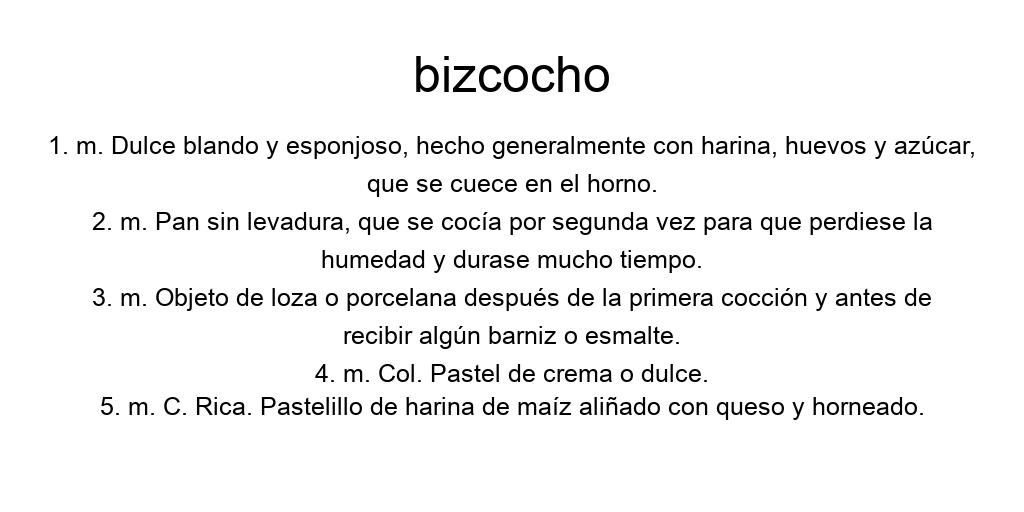 bizcocho
1. m. Dulce blando y esponjoso, hecho generalmente con harina, huevos y azúcar,
que se cuece en el horno.
2. m. Pan sin levadura, que se cocía por segunda vez para que perdiese la
humedad y durase mucho tiempo.
3. m. Objeto de loza o porcelana después de la primera cocción y antes de
recibir algún barniz o esmalte.
4. m. Col. Pastel de crema o dulce.
5. m. C. Rica. Pastelillo de harina de maíz aliñado con queso y horneado.